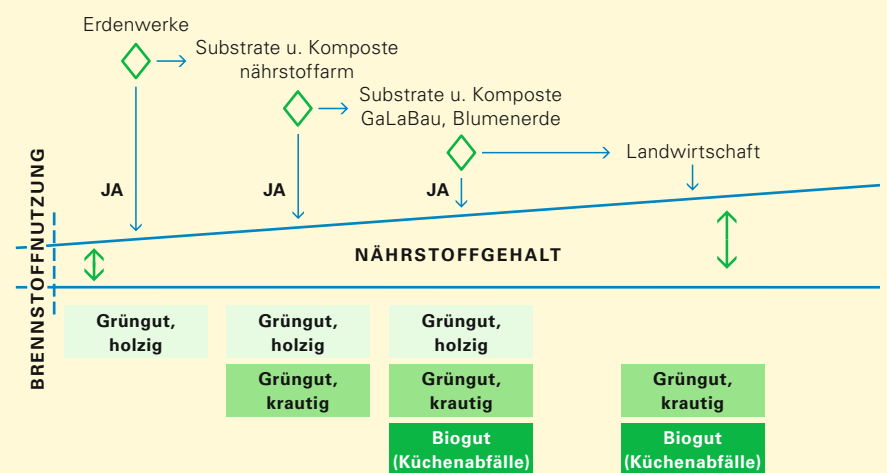 Erdenwerke
Substrate u. Komposte
nährstoffarm
Substrate u. Komposte
GaLaBau, Blumenerde
Landwirtschaft
JA
JA
JA
BRENNSTOFFNUTZUNG
NÄHRSTOFFGEHALT
Grüngut,
holzig
Grüngut,
holzig
Grüngut,
holzig
Grüngut,
krautig
Grüngut,
krautig
Grüngut,
krautig
Biogut
(Küchenabfälle)
Biogut
(Küchenabfälle)